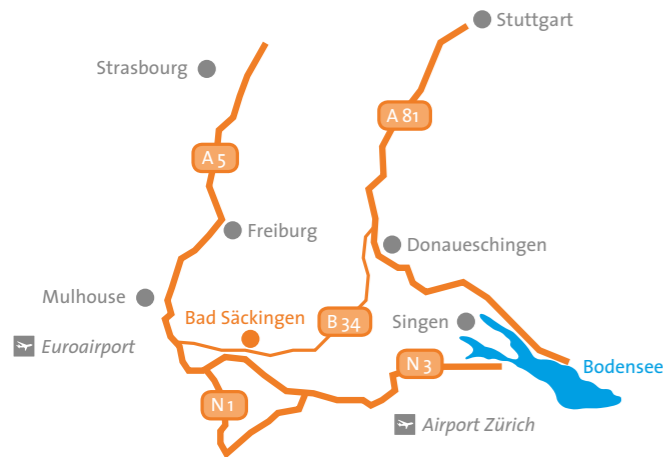 Stuttgart
Strasbourg
A 81
A 5
Freiburg
Donaueschingen
Mulhouse
Bad Säckingen
B 34
Singen
Euroairport
N 3
Bodensee
N 1
Airport Zürich